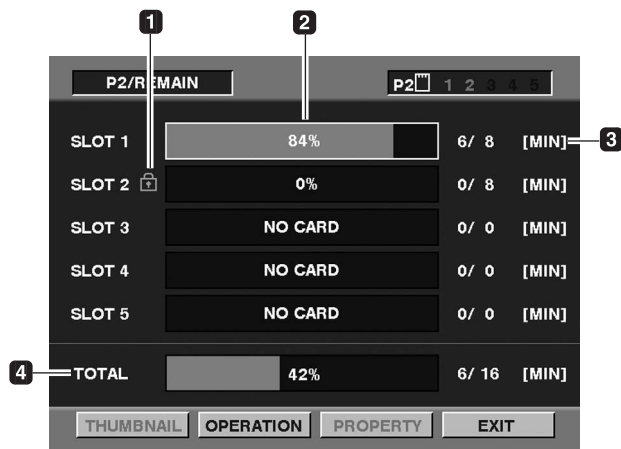 1 2
P2/REMAIN P2 1 2 3 4 5
SLOT 1 84% 6/ 8 [MIN] 3
SLOT 2 0% 0/ 8 [MIN]
SLOT 3 NO CARD 0/ 0 [MIN]
SLOT 4 NO CARD 0/ 0 [MIN]
SLOT 5 NO CARD 0/ 0 [MIN]
4 TOTAL 42% 6/ 16 [MIN]
THUMBNAIL OPERATION PROPERTY EXIT